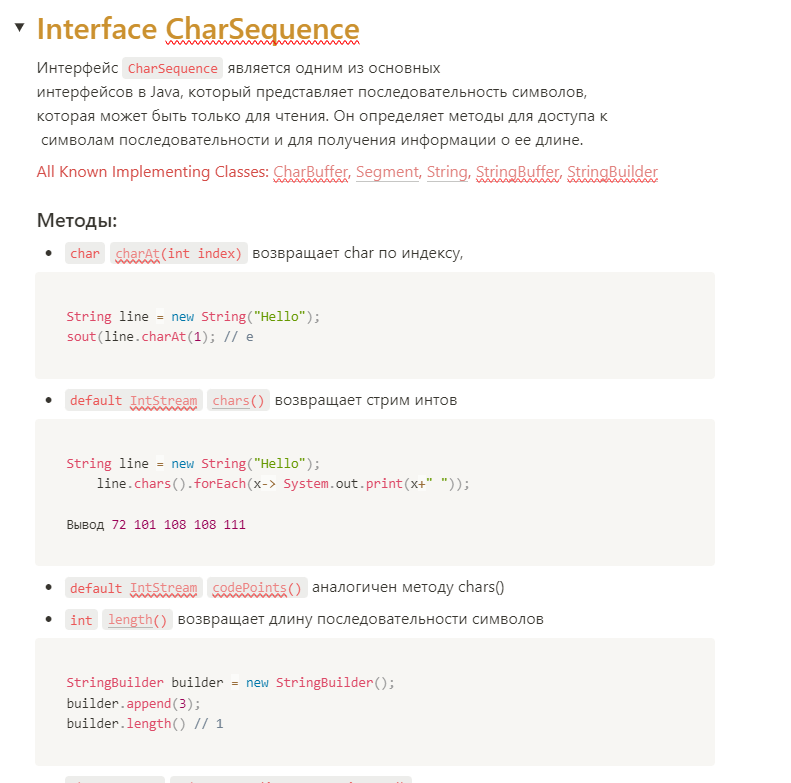 Interface CharSequence
Интерфейс CharSequence является одним из основных
интерфейсов в Java, который представляет последовательность символов,
которая может быть только для чтения. Он определяет методы для доступа к
символам последовательности и для получения информации о ее длине.
All Known Implementing Classes: CharBuffer, Segment, String, StringBuffer, StringBuilder
Методы:
char charAt(int index) возвращает char по индексу,
String line = new String("Hello");
sout(line.charAt(1); // e
default IntStream chars() возвращает стрим интов
String line = new String("Hello");
line.chars().forEach(x-> System.out.print(x+" "));
Вывод 72 101 108 108 111
default IntStream codePoints() аналогичен методу chars()
int length() возвращает длину последовательности символов
StringBuilder builder = new StringBuilder();
builder.append(3);
builder.length() // 1